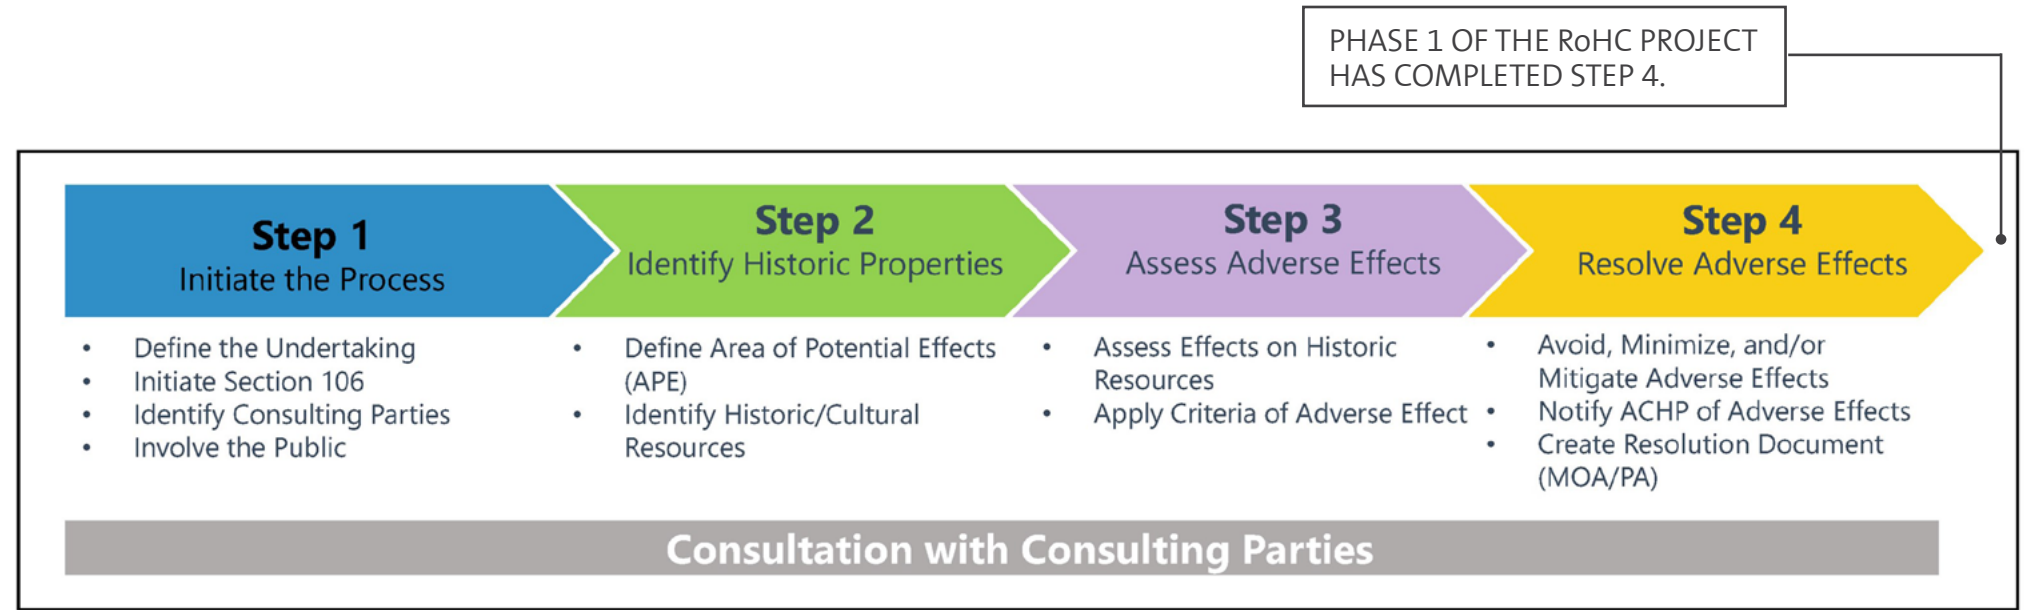 PHASE 1 OF THE RoHC PROJECT
HAS COMPLETED STEP 4.
Step 1
Initiate the Process
• Define the Undertaking
• Initiate Section 106
• Identify Consulting Parties
• Involve the Public
Step 2
Identify Historic Properties
• Define Area of Potential Effects
(APE)
• Identify Historic/Cultural
Resources
Step 3
Assess Adverse Effects
• Assess Effects on Historic
Resources
• Apply Criteria of Adverse Effect
Step 4
Resolve Adverse Effects
• Avoid, Minimize, and/or
Mitigate Adverse Effects
• Notify ACHP of Adverse Effects
• Create Resolution Document
(MOA/PA)
Consultation with Consulting Parties